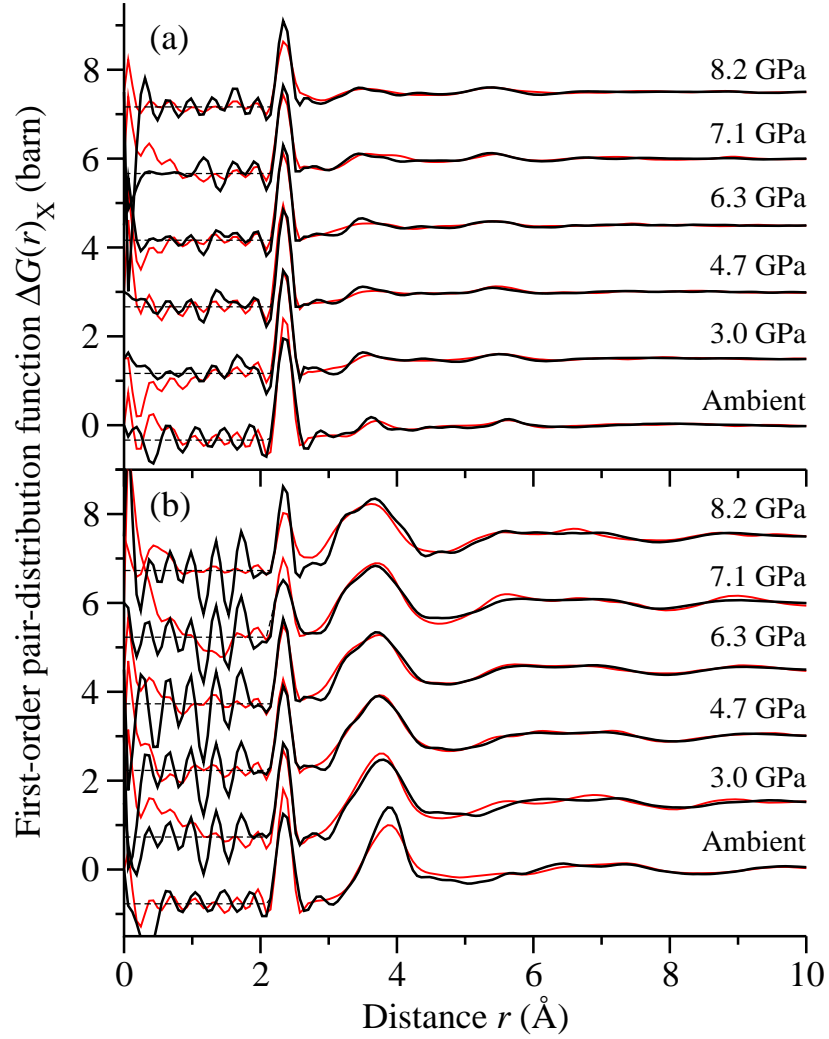 First-order pair-distribution function ΔG(r)X (barn)
(a)
8
6
4
2
0
8.2 GPa
7.1 GPa
6.3 GPa
4.7 GPa
3.0 GPa
Ambient
(b)
8
6
4
2
0
8.2 GPa
7.1 GPa
6.3 GPa
4.7 GPa
3.0 GPa
Ambient
0 2 4 6 8 10
Distance r (Å)